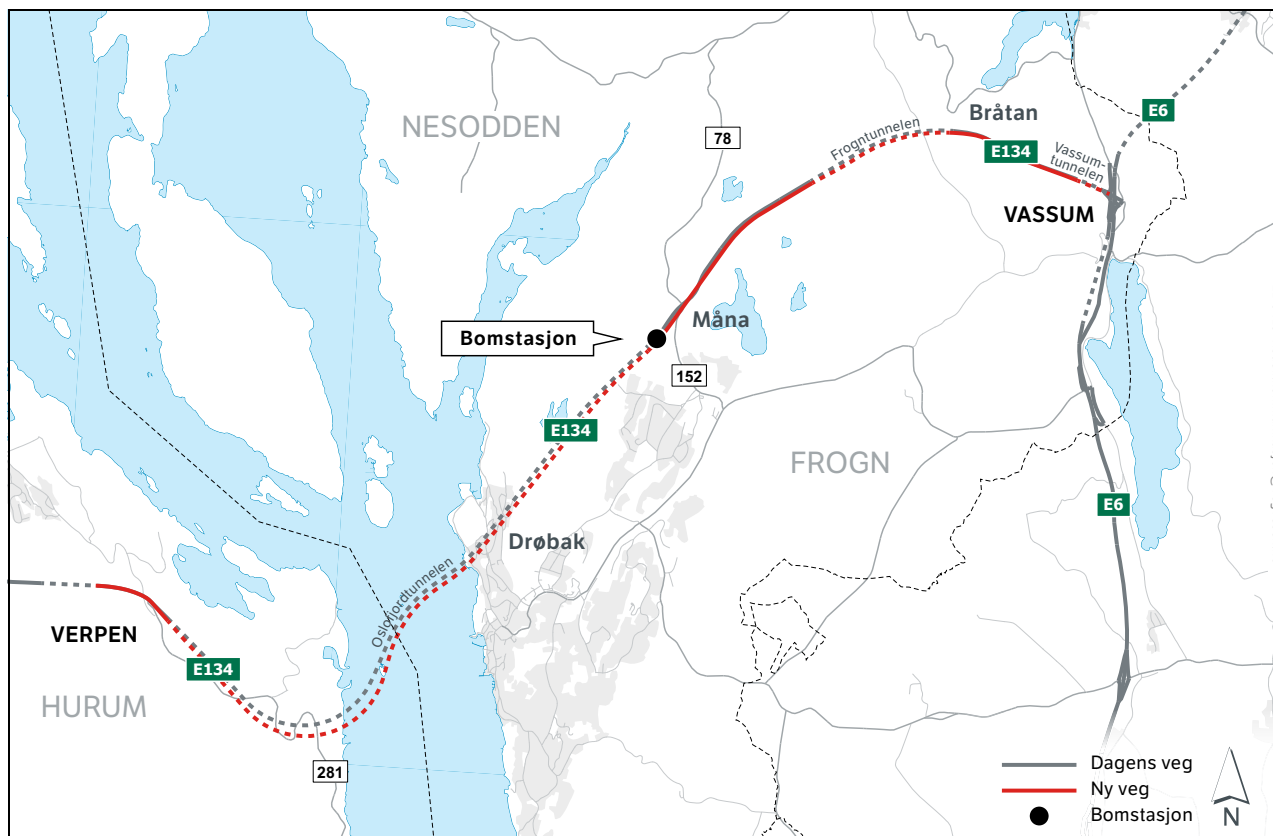 E6
Bråtan
NESODDEN
78
Frogntunnelen
E134
Vassum-
tunnelen
VASSUM
Måna
Bomstasjon
152
E134
FROGN
E6
Drøbak
Oslofjordtunnelen
VERPEN
E134
HURUM
281
Dagens veg
Ny veg
Bomstasjon
N